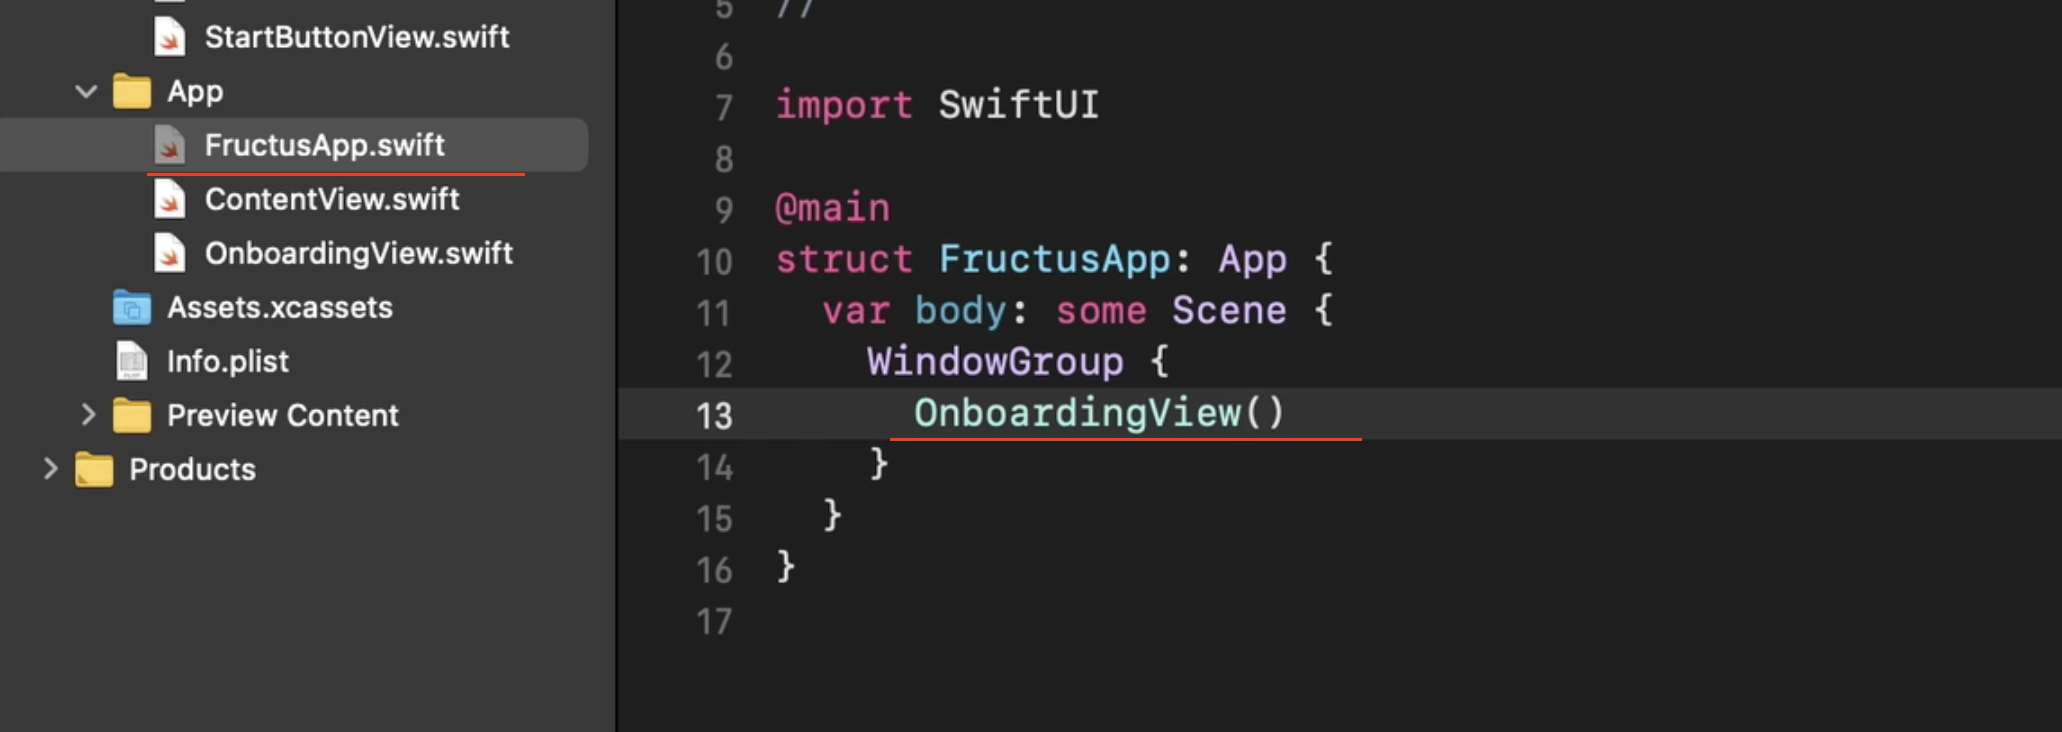 StartButtonView.swift
App
FructusApp.swift
ContentView.swift
OnboardingView.swift
Assets.xcassets
Info.plist
Preview Content
Products
5 //
6
7 import SwiftUI
8
9 @main
10 struct FructusApp: App {
11 var body: some Scene {
12 WindowGroup {
13 OnboardingView()
14 }
15 }
16 }
17